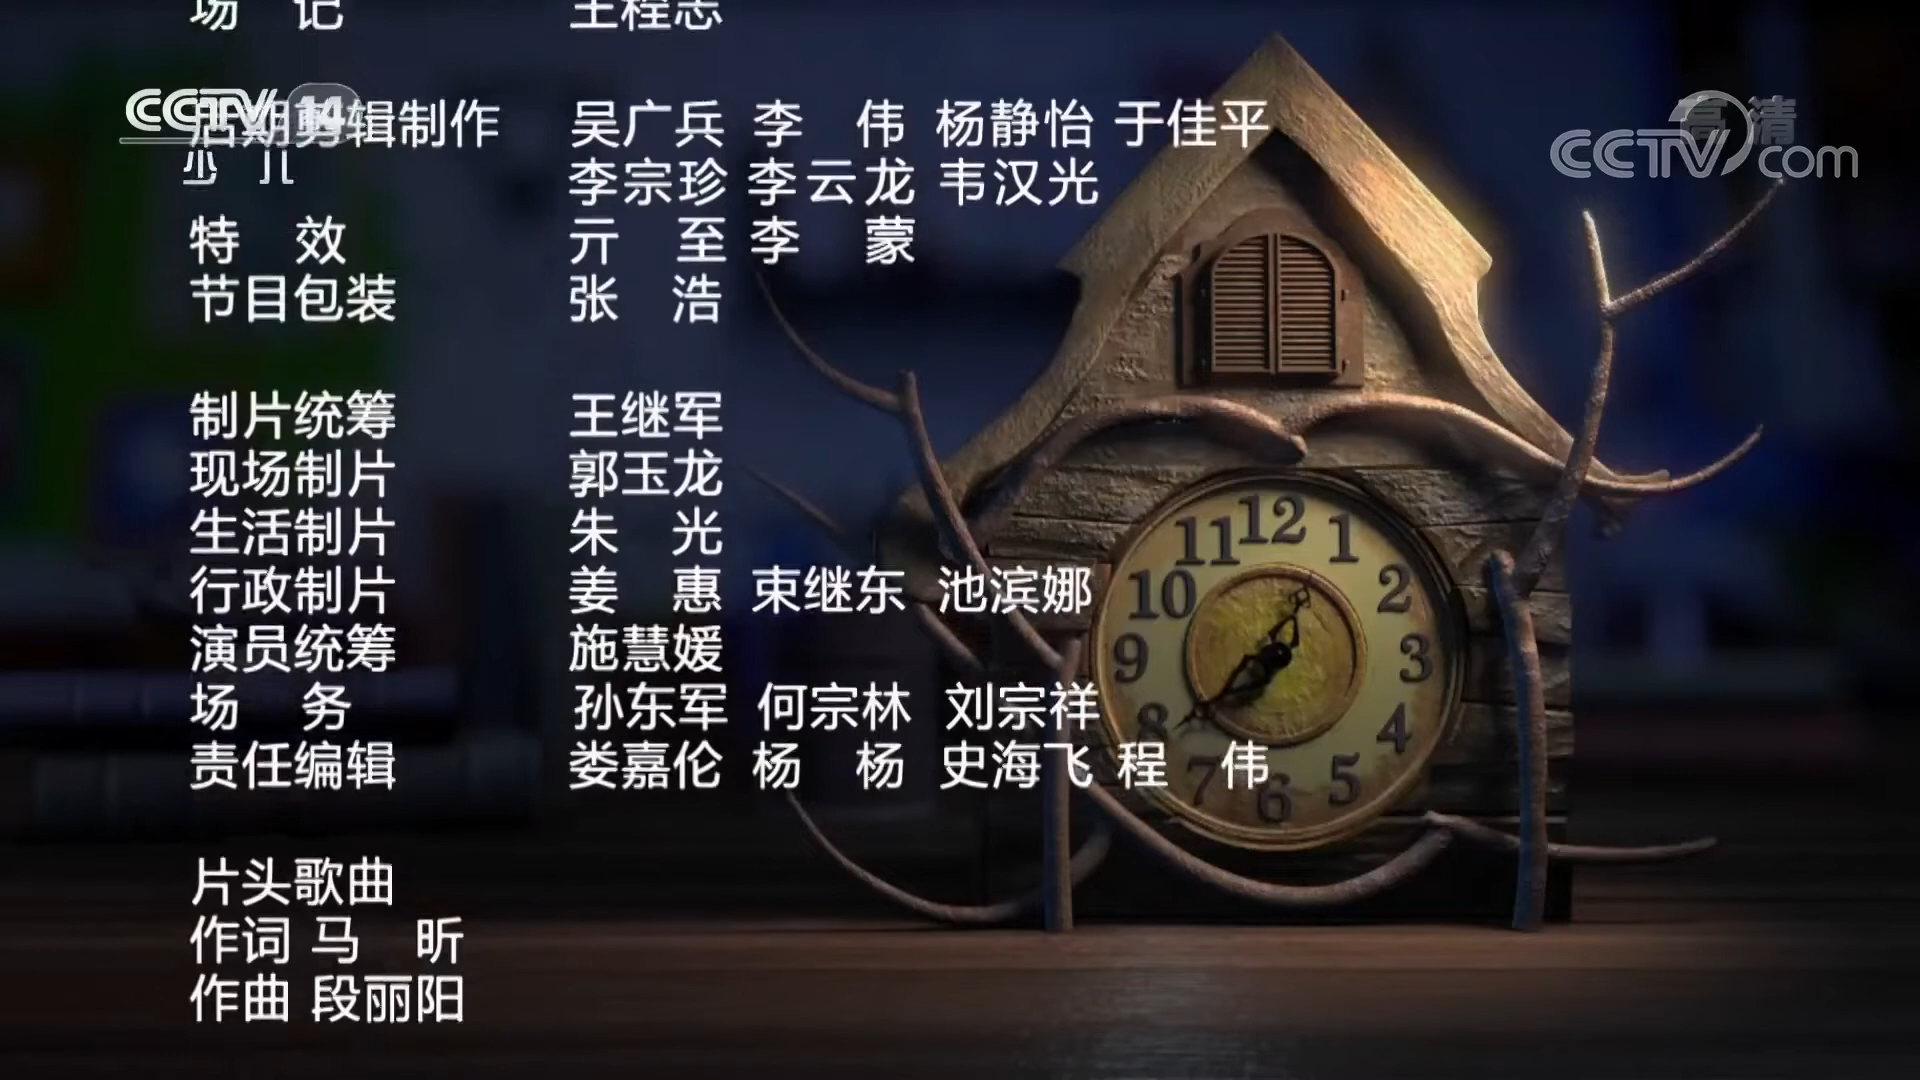 场 记 王程志
CCTV 14
少儿
高清
CCTV.com
后期剪辑制作 吴广兵 李 伟 杨静怡 于佳平
李宗珍 李云龙 韦汉光
特 效 亓 至 李 蒙
节目包装 张 浩
制片统筹 王继军
现场制片 郭玉龙
生活制片 朱 光
行政制片 姜 惠 束继东 池滨娜
演员统筹 施慧媛
场 务 孙东军 何宗林 刘宗祥
责任编辑 娄嘉伦 杨 杨 史海飞 程 伟
片头歌曲
作词 马 昕
作曲 段丽阳
12 1 2 3 4 5 6 7 8 9 10 11